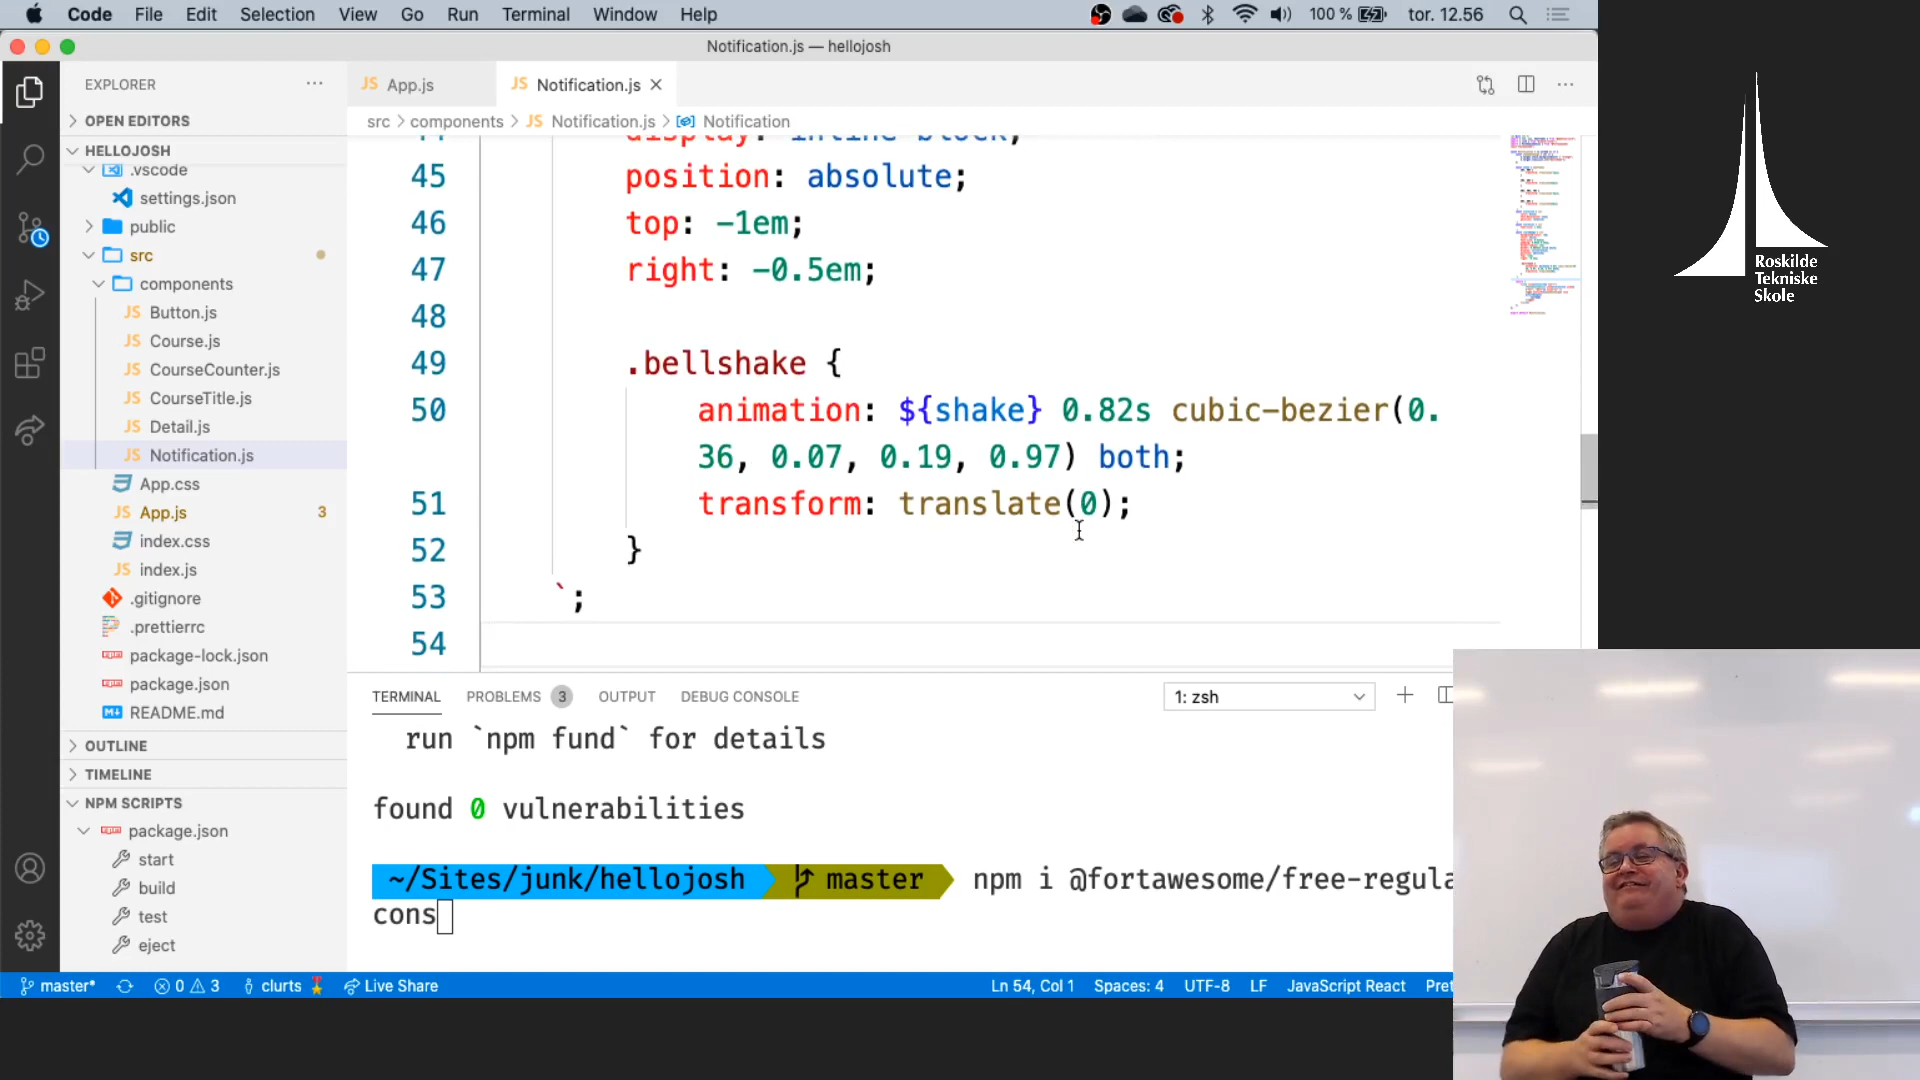 Code File Edit Selection View Go Run Terminal Window Help 100 % tor. 12.56
Notification.js — hellojosh
EXPLORER
JS App.js JS Notification.js
src > components > JS Notification.js > Notification
OPEN EDITORS
HELLOJOSH
.vscode
settings.json
public
src
components
JS Button.js
JS Course.js
JS CourseCounter.js
JS CourseTitle.js
JS Detail.js
JS Notification.js
App.css
JS App.js 3
index.css
JS index.js
.gitignore
.prettierrc
package-lock.json
package.json
README.md
OUTLINE
TIMELINE
NPM SCRIPTS
package.json
start
build
test
eject
44 display: inline-block;
45 position: absolute;
46 top: -1em;
47 right: -0.5em;
48
49 .bellshake {
50 animation: ${shake} 0.82s cubic-bezier(0.
36, 0.07, 0.19, 0.97) both;
51 transform: translate(0);
52 }
53 `;
54
TERMINAL PROBLEMS 3 OUTPUT DEBUG CONSOLE 1: zsh
run `npm fund` for details
found 0 vulnerabilities
~/Sites/junk/hellojosh master npm i @fortawesome/free-regula
cons
master* 0 3 clurts Live Share Ln 54, Col 1 Spaces: 4 UTF-8 LF JavaScript React Pret
Roskilde
Tekniske
Skole